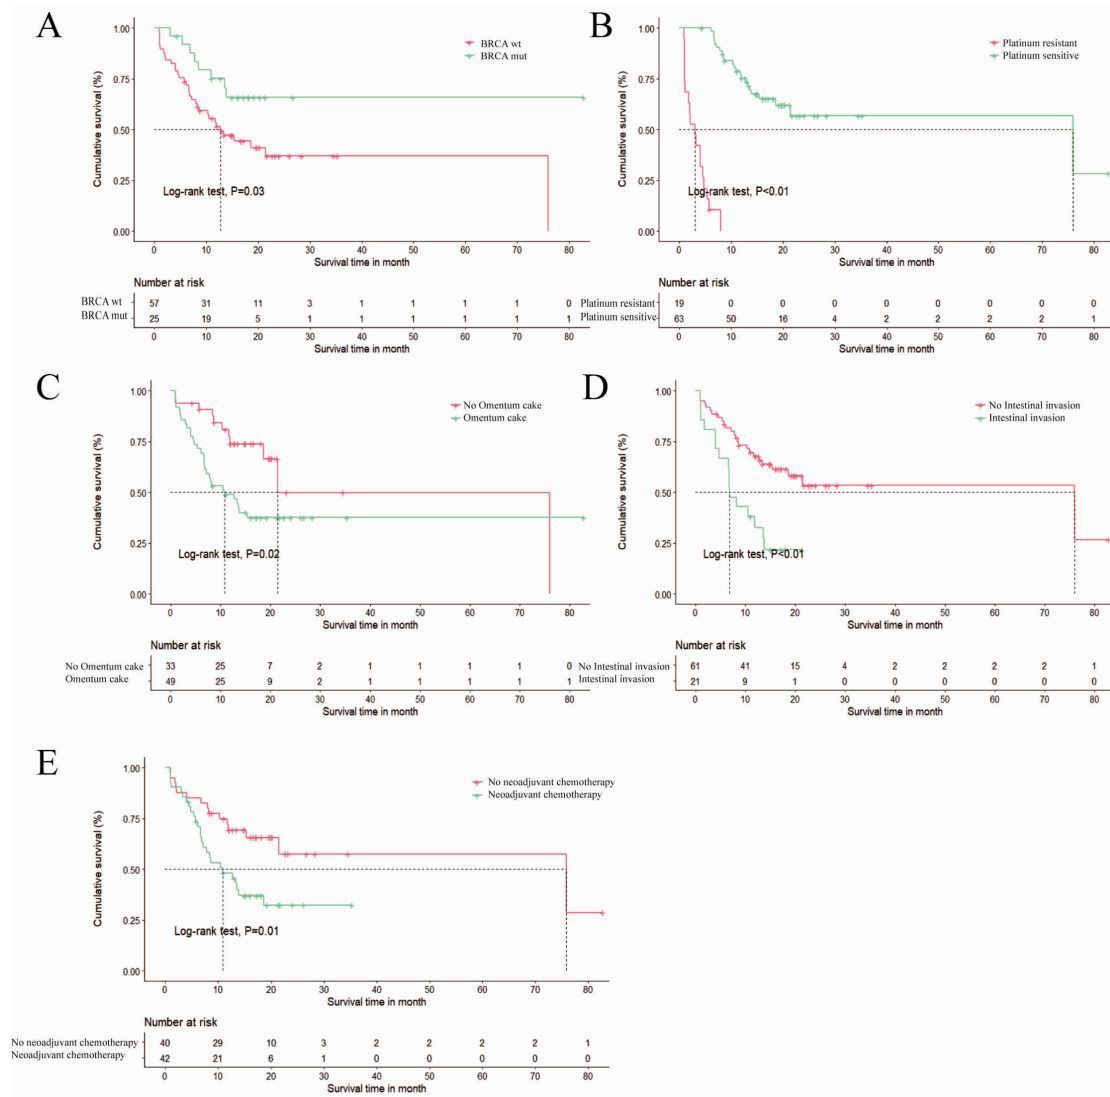 A
BRCA wt
BRCA mut
Cumulative survival (%)
1.00
0.75
0.50
0.25
0.00
Log-rank test, P=0.03
0 10 20 30 40 50 60 70 80
Survival time in month
Number at risk
BRCA wt 57 31 11 3 1 1 1 1 0
BRCA mut 25 19 5 1 1 1 1 1 1
0 10 20 30 40 50 60 70 80
Survival time in month
B
Platinum resistant
Platinum sensitive
Cumulative survival (%)
1.00
0.75
0.50
0.25
0.00
Log-rank test, P<0.01
0 10 20 30 40 50 60 70 80
Survival time in month
Number at risk
Platinum resistant 19 0 0 0 0 0 0 0 0
Platinum sensitive 63 50 16 4 2 2 2 2 1
0 10 20 30 40 50 60 70 80
Survival time in month
C
No Omentum cake
Omentum cake
Cumulative survival (%)
1.00
0.75
0.50
0.25
0.00
Log-rank test, P=0.02
0 10 20 30 40 50 60 70 80
Survival time in month
Number at risk
No Omentum cake 33 25 7 2 1 1 1 1 0
Omentum cake 49 25 9 2 1 1 1 1 1
0 10 20 30 40 50 60 70 80
Survival time in month
D
No Intestinal invasion
Intestinal invasion
Cumulative survival (%)
1.00
0.75
0.50
0.25
0.00
Log-rank test, P<0.01
0 10 20 30 40 50 60 70 80
Survival time in month
Number at risk
No Intestinal invasion 61 41 15 4 2 2 2 2 1
Intestinal invasion 21 9 1 0 0 0 0 0 0
0 10 20 30 40 50 60 70 80
Survival time in month
E
No neoadjuvant chemotherapy
Neoadjuvant chemotherapy
Cumulative survival (%)
1.00
0.75
0.50
0.25
0.00
Log-rank test, P=0.01
0 10 20 30 40 50 60 70 80
Survival time in month
Number at risk
No neoadjuvant chemotherapy 40 29 10 3 2 2 2 2 1
Neoadjuvant chemotherapy 42 21 6 1 0 0 0 0 0
0 10 20 30 40 50 60 70 80
Survival time in month